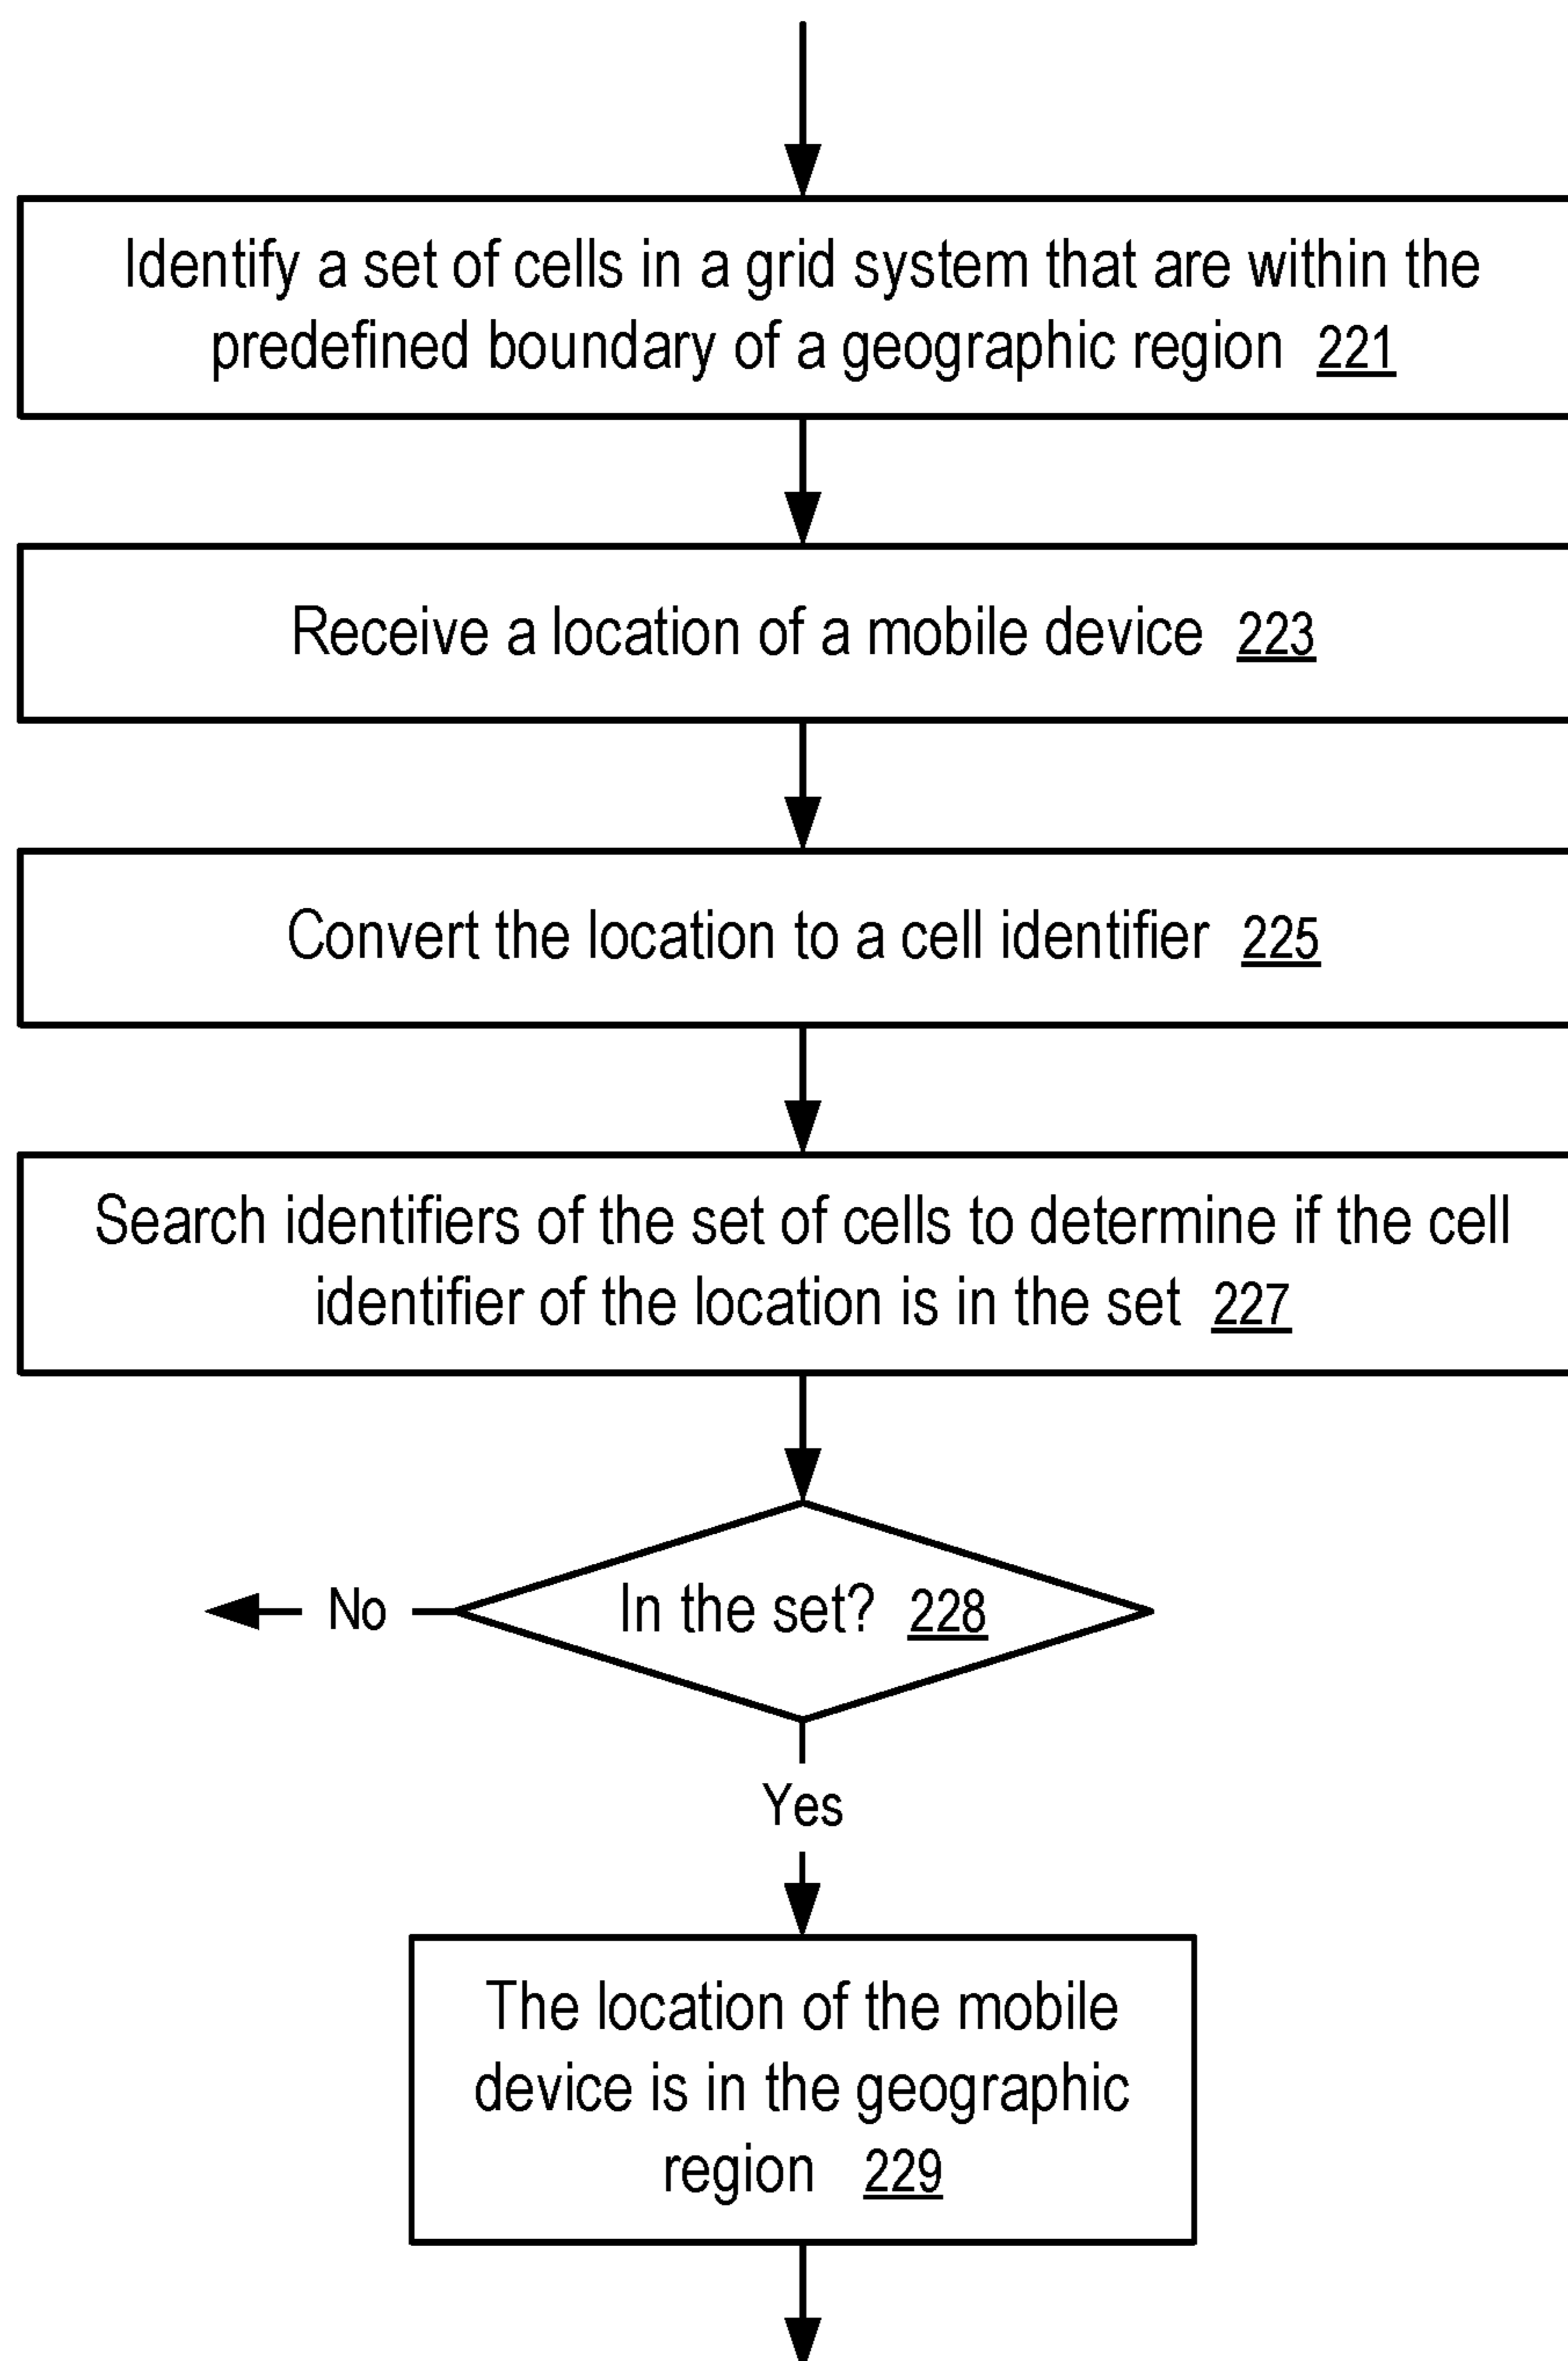 Identify a set of cells in a grid system that are within the
predefined boundary of a geographic region 221
Receive a location of a mobile device 223
Convert the location to a cell identifier 225
Search identifiers of the set of cells to determine if the cell
identifier of the location is in the set 227
In the set? 228
No
Yes
The location of the mobile
device is in the geographic
region 229